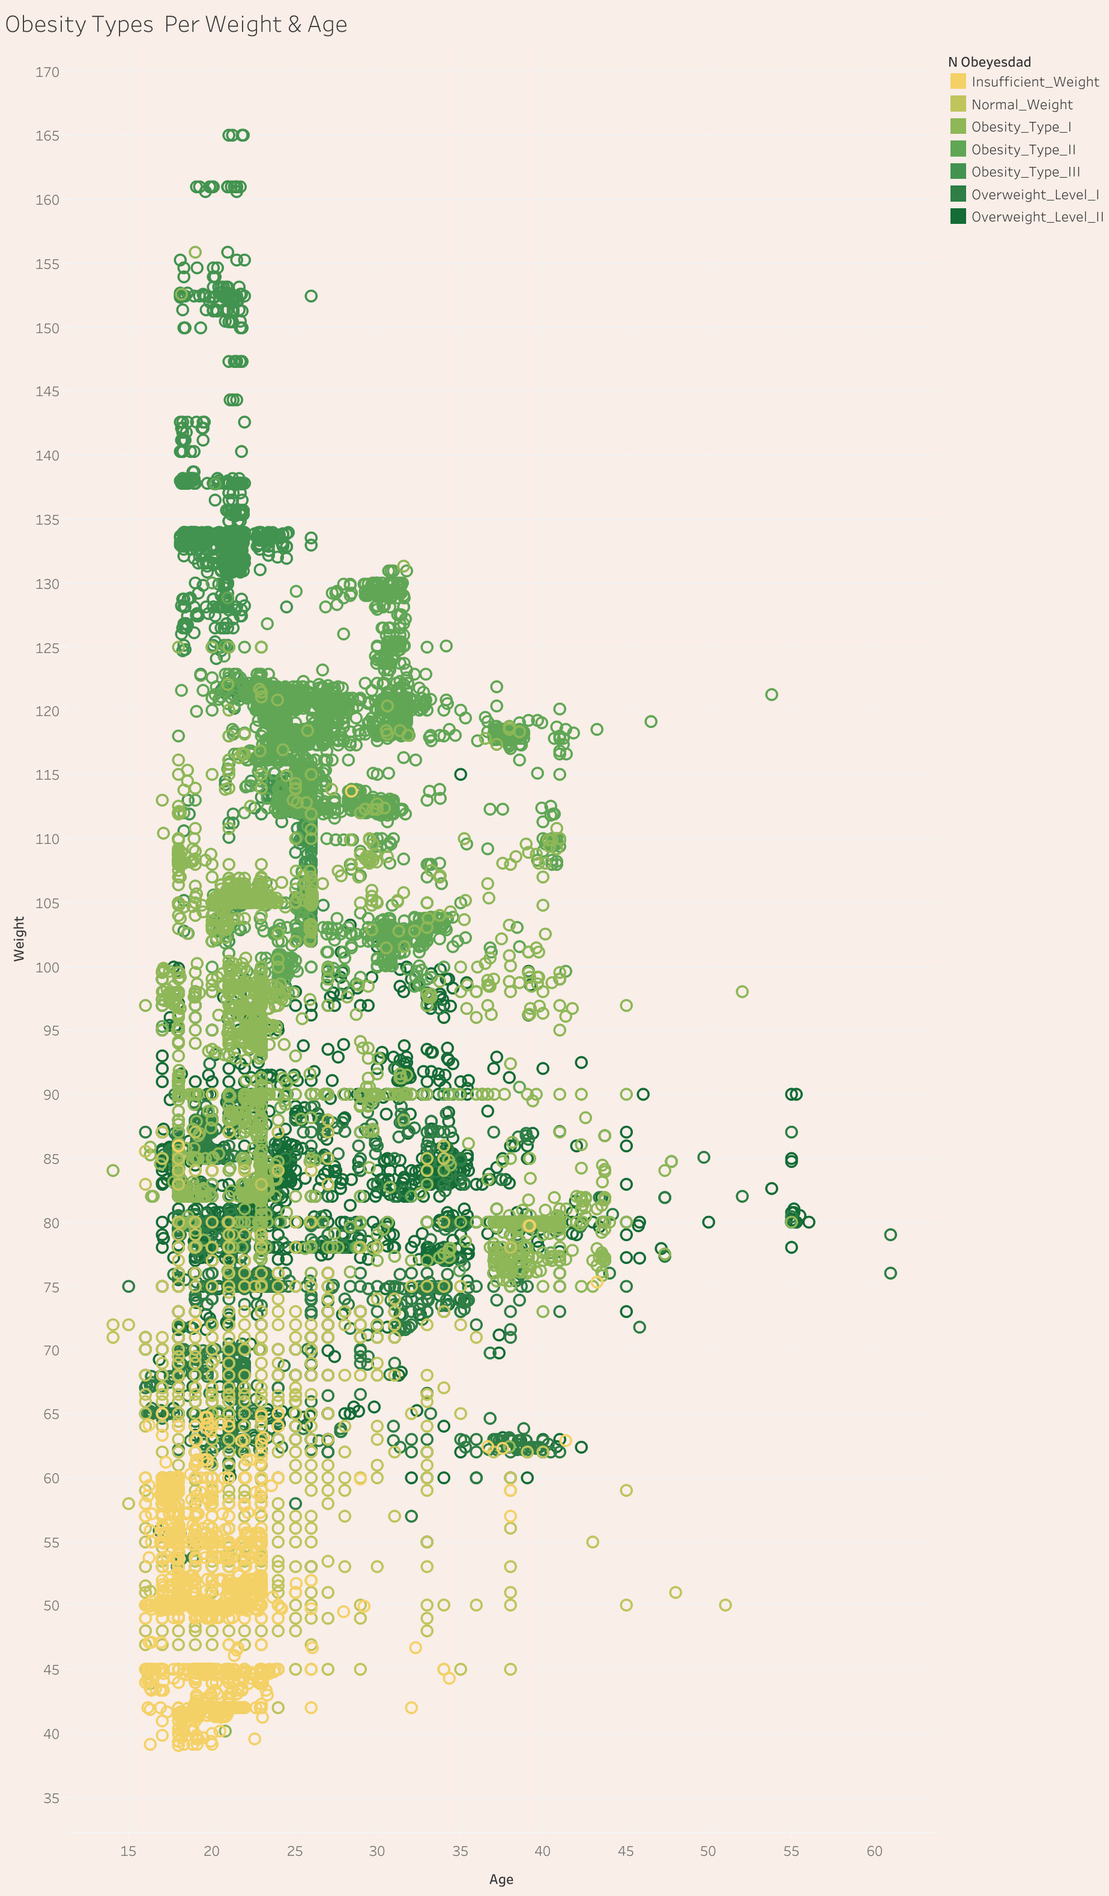 Obesity Types Per Weight & Age
N Obeyesdad
Insufficient_Weight
Normal_Weight
Obesity_Type_I
Obesity_Type_II
Obesity_Type_III
Overweight_Level_I
Overweight_Level_II
170
165
160
155
150
145
140
135
130
125
120
115
110
105
100
95
90
85
80
75
70
65
60
55
50
45
40
35
Weight
15 20 25 30 35 40 45 50 55 60
Age